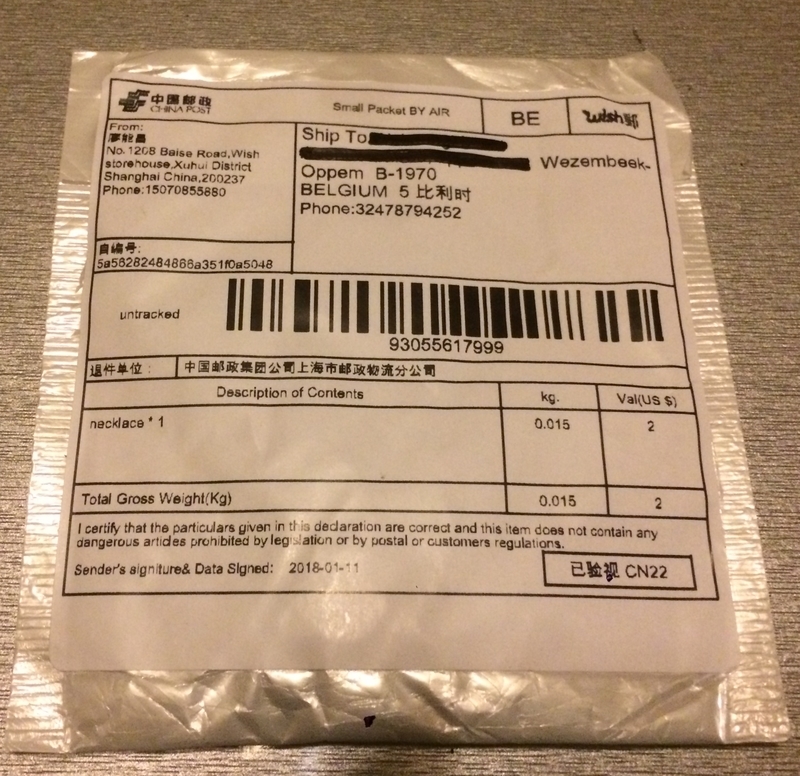 中国邮政
CHINA POST
Small Packet BY AIR
BE
wish邮
From:
No.1208 Baise Road,Wish
storehouse,Xuhui District
Shanghai China,200237
Phone:15070855880
Ship To
Wezembeek-
Oppem B-1970
BELGIUM 5 比利时
Phone:32478794252
自编号:
5a56282484866a351f0a5048
untracked
93055617999
退件单位:
中国邮政集团公司上海市邮政物流分公司
Description of Contents
kg.
Val(US $)
necklace * 1
0.015
2
Total Gross Weight(Kg)
0.015
2
I certify that the particulars given in this declaration are correct and this item does not contain any
dangerous articles prohibited by legislation or by postal or customers regulations.
Sender's signiture& Data Signed: 2018-01-11
已验视 CN22